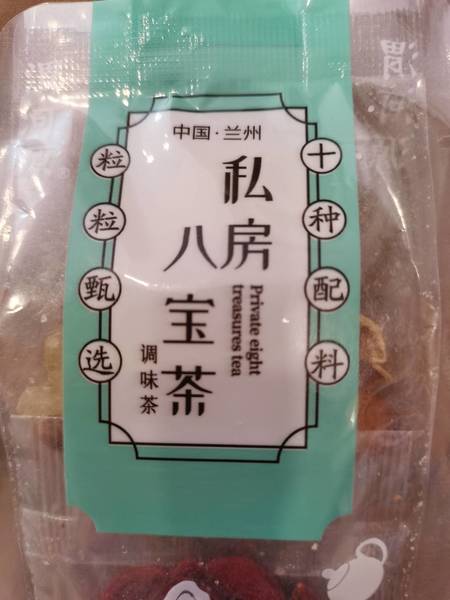 中国·兰州
私房
八宝茶
Private eight
treasures tea
调味茶
十种配料
粒粒甄选